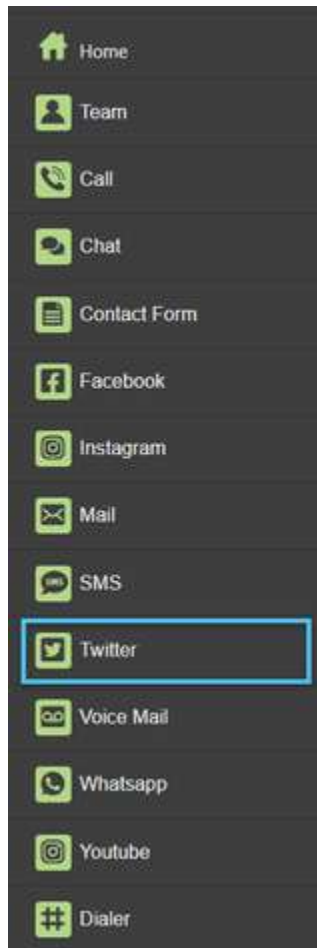 Home
Team
Call
Chat
Contact Form
Facebook
Instagram
Mail
SMS
Twitter
Voice Mail
Whatsapp
Youtube
Dialer